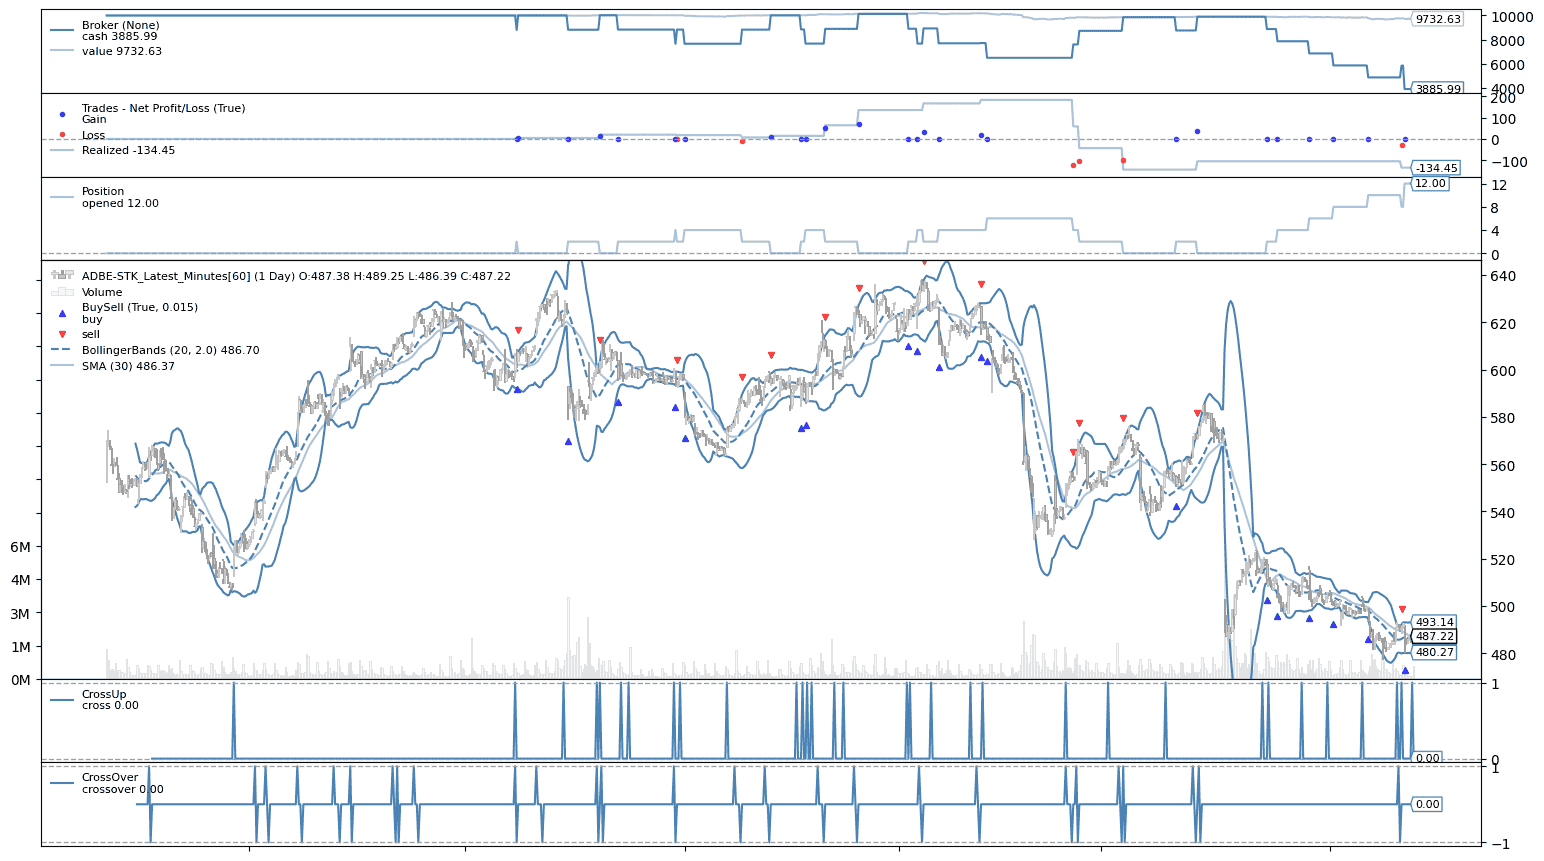 Broker (None)
cash 3885.99
value 9732.63
9732.63
3885.99
10000
8000
6000
4000
Trades - Net Profit/Loss (True)
Gain
Loss
Realized -134.45
-134.45
200
100
0
−100
Position
opened 12.00
12.00
12
8
4
0
ADBE-STK_Latest_Minutes[60] (1 Day) O:487.38 H:489.25 L:486.39 C:487.22
Volume
BuySell (True, 0.015)
buy
sell
BollingerBands (20, 2.0) 486.70
SMA (30) 486.37
6M
4M
3M
1M
0M
640
620
600
580
560
540
520
500
480
493.14
487.22
480.27
CrossUp
cross 0.00
0.00
1
0
CrossOver
crossover 0.00
0.00
1
−1